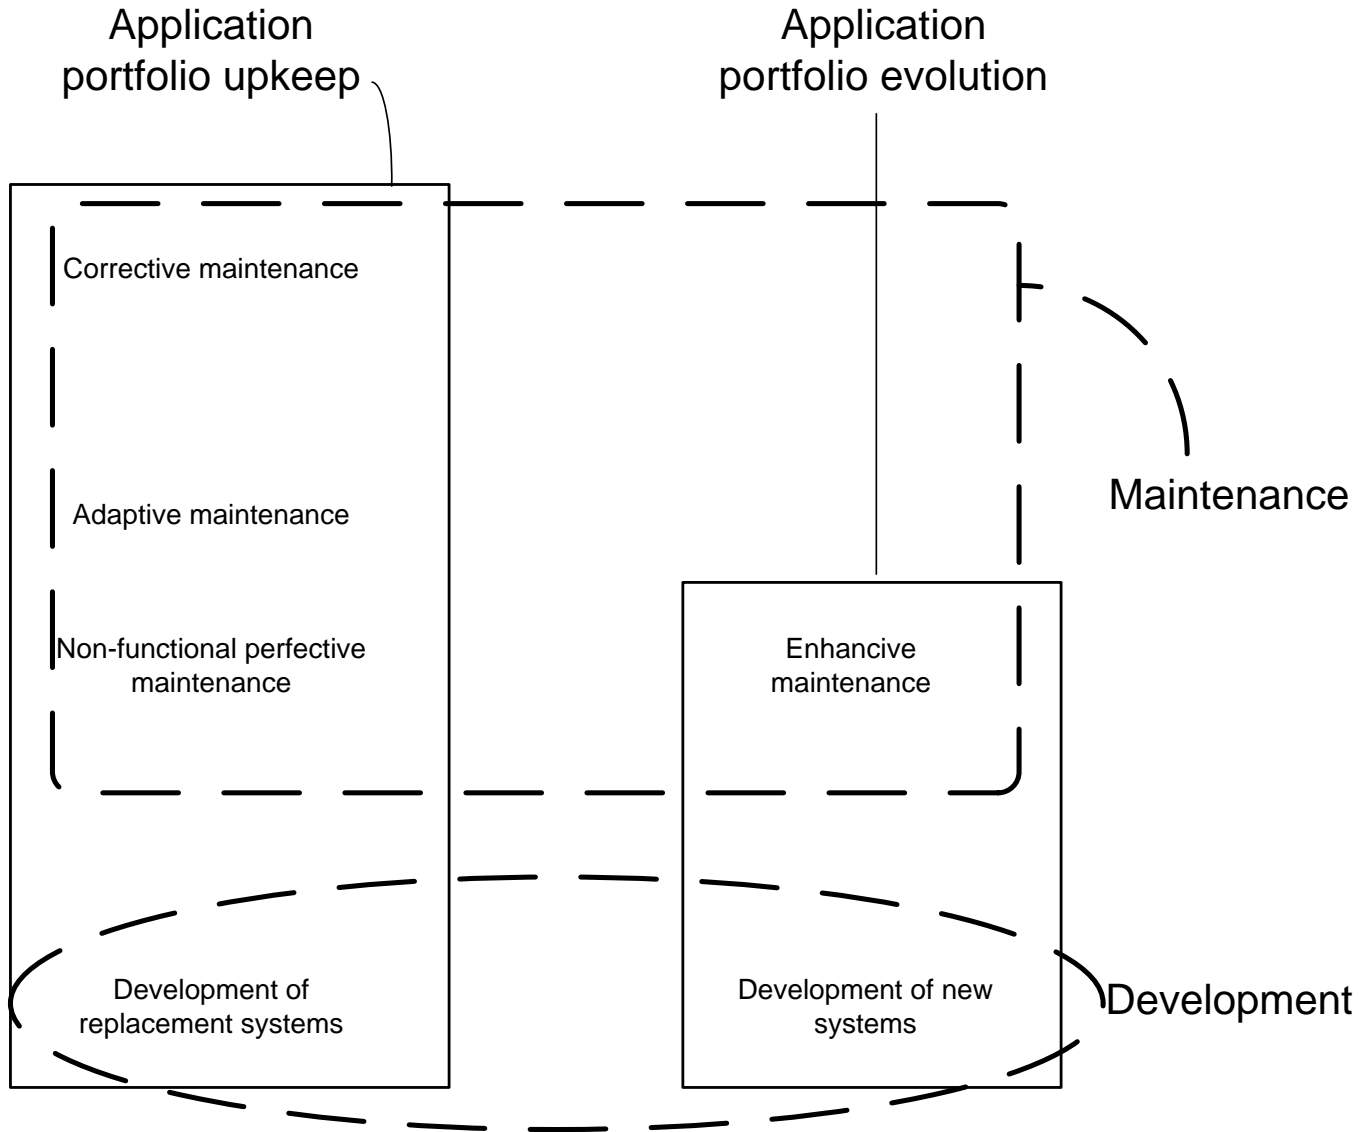 Application
portfolio upkeep
Application
portfolio evolution
Corrective maintenance
Maintenance
Adaptive maintenance
Non-functional perfective
maintenance
Enhancive
maintenance
Development of
replacement systems
Development of new
systems
Development